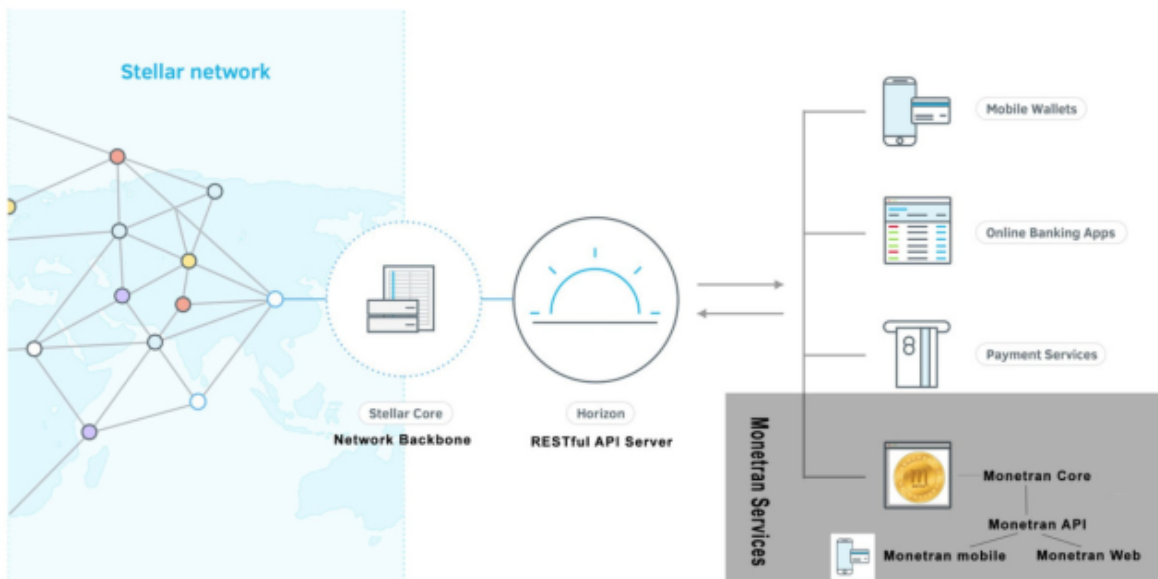 Stellar network
Mobile Wallets
Online Banking Apps
Payment Services
Stellar Core
Network Backbone
Horizon
RESTful API Server
Monetran Services
Monetran Core
Monetran API
Monetran mobile
Monetran Web